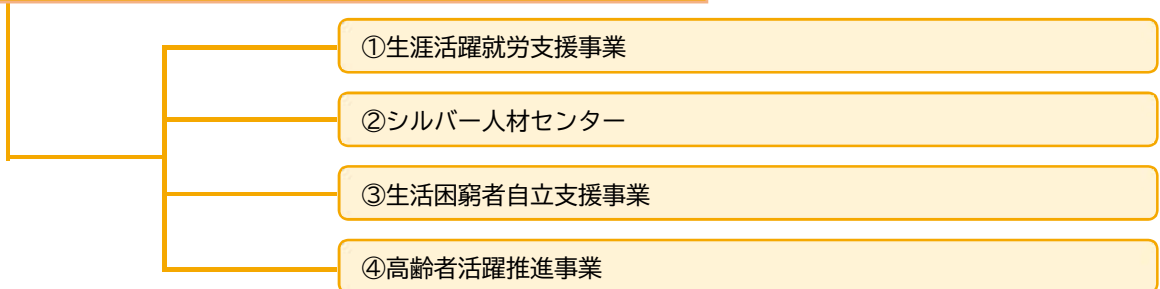 ①生涯活躍就労支援事業
②シルバー人材センター
③生活困窮者自立支援事業
④高齢者活躍推進事業